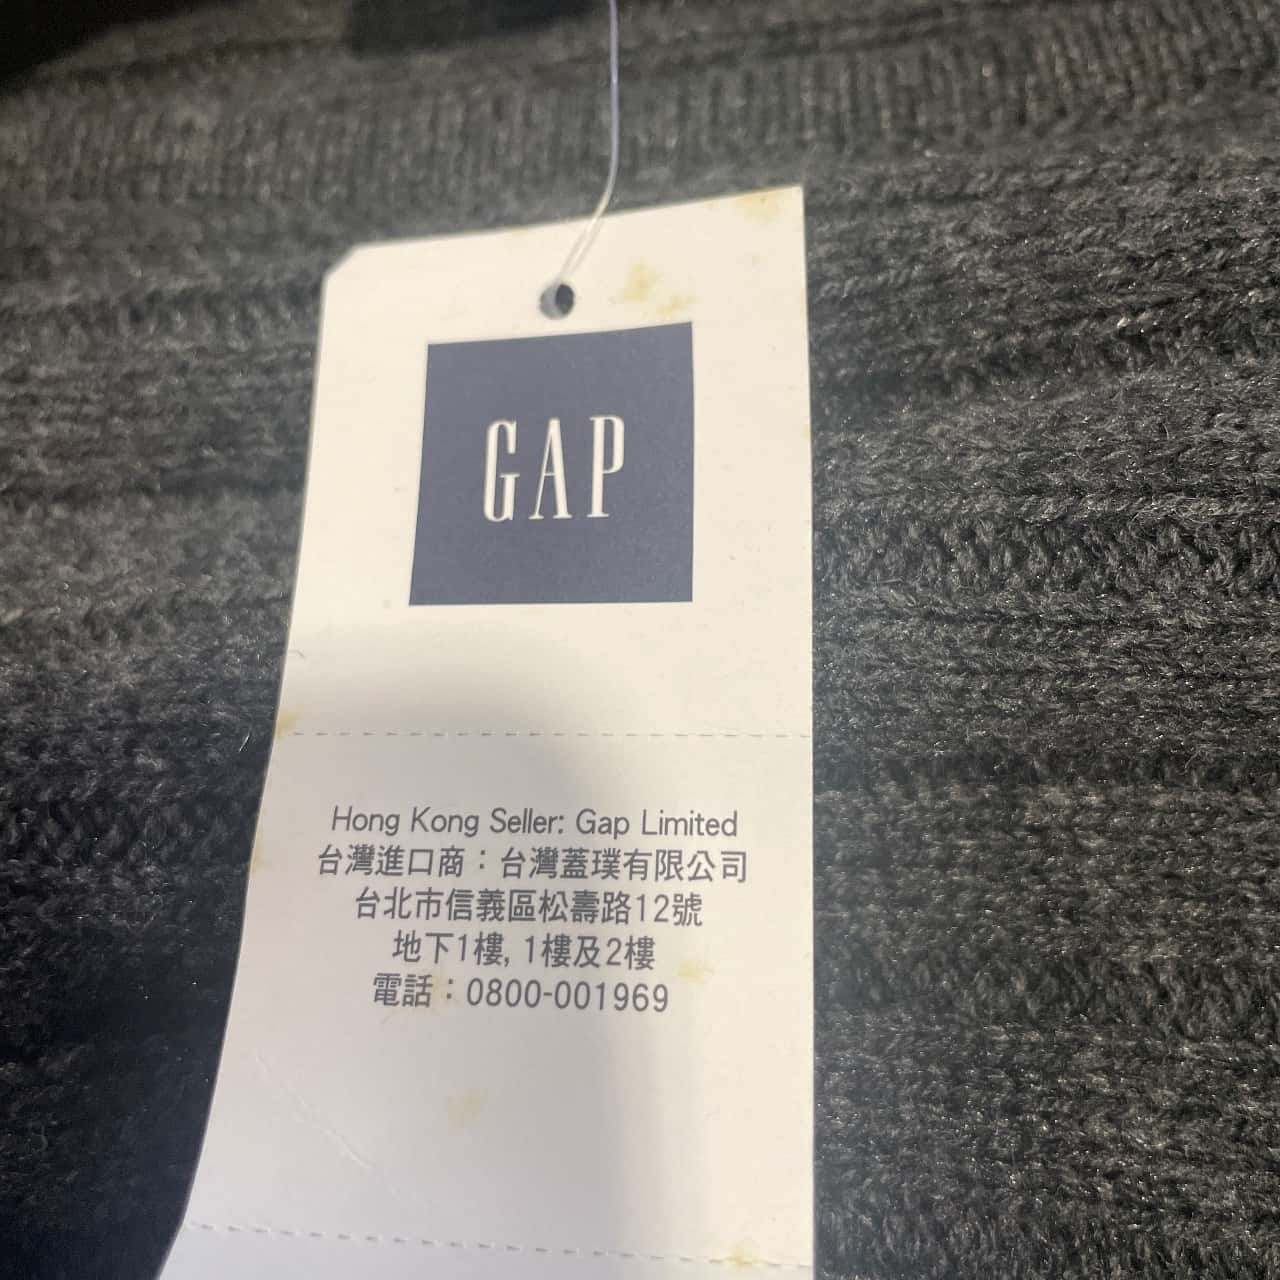 GAP
Hong Kong Seller: Gap Limited
台灣進口商：台灣蓋璞有限公司
台北市信義區松壽路12號
地下1樓, 1樓及2樓
電話：0800-001969